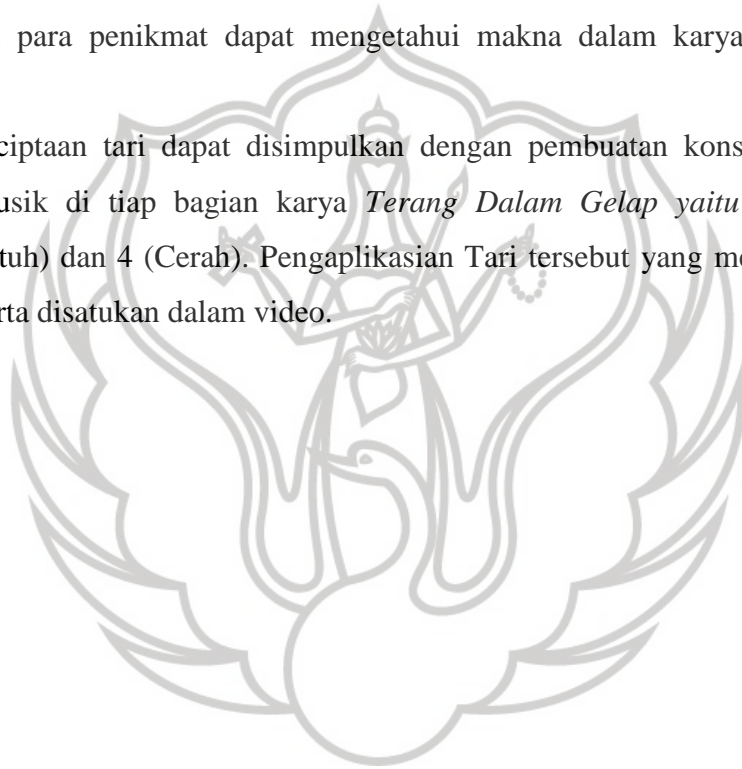 para penikmat dapat mengetahui makna dalam karya
ciptaan tari dapat disimpulkan dengan pembuatan kons
usik di tiap bagian karya Terang Dalam Gelap yaitu
tuh) dan 4 (Cerah). Pengaplikasian Tari tersebut yang me
rta disatukan dalam video.